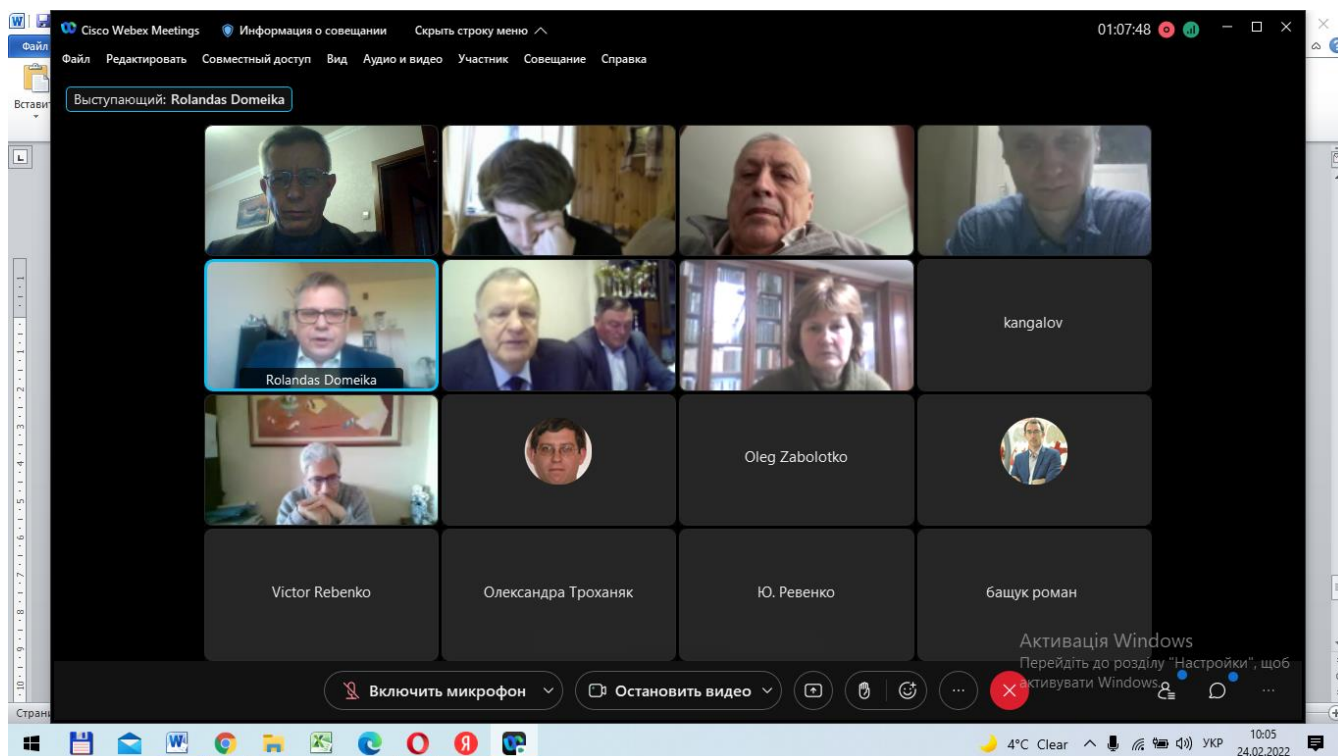 Cisco Webex Meetings
Информация о совещании
Скрыть строку меню
01:07:48
Файл
Файл
Редактировать
Совместный доступ
Вид
Аудио и видео
Участник
Совещание
Справка
Выступающий: Rolandas Domeika
Rolandas Domeika
kangalov
Oleg Zabolotko
Victor Rebenko
Олександра Троханяк
Ю. Ревенко
бащук роман
Активація Windows
Перейдіть до розділу "Настройки", щоб
активувати Windows.
Включить микрофон
Остановить видео
4°C Clear
УКР
10:05
24.02.2022